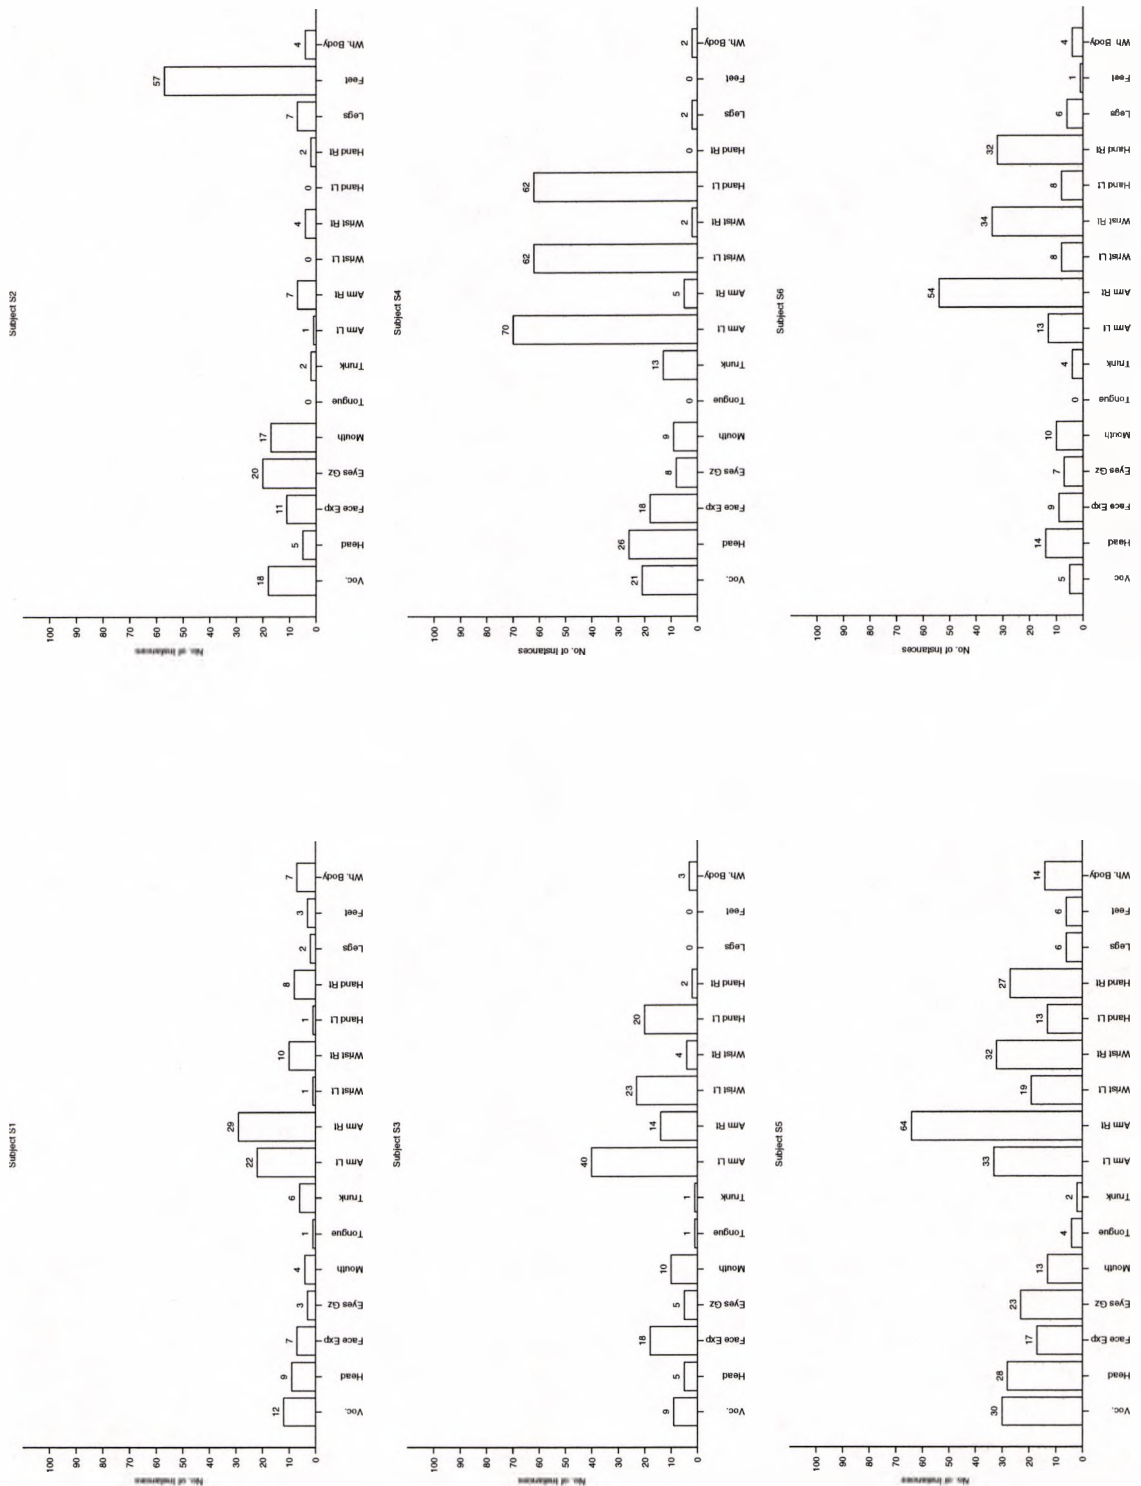 Subject S1
No. of Instances
100
90
80
70
60
50
40
30
20
10
0
12 9 7 3 4 1 6 22 29 1 10 1 8 2 3 7
Voc. Head Face Exp Eyes Gz Mouth Tongue Trunk Arm Lt Arm Rt Wrist Lt Wrist Rt Hand Lt Hand Rt Legs Feet Wh. Body
Subject S2
No. of Instances
100
90
80
70
60
50
40
30
20
10
0
18 5 11 20 17 0 2 1 7 0 4 0 2 7 57 4
Voc. Head Face Exp Eyes Gz Mouth Tongue Trunk Arm Lt Arm Rt Wrist Lt Wrist Rt Hand Lt Hand Rt Legs Feet Wh. Body
Subject S3
No. of Instances
100
90
80
70
60
50
40
30
20
10
0
9 5 18 5 10 1 1 40 14 23 4 20 2 0 0 3
Voc. Head Face Exp Eyes Gz Mouth Tongue Trunk Arm Lt Arm Rt Wrist Lt Wrist Rt Hand Lt Hand Rt Legs Feet Wh. Body
Subject S4
No. of Instances
100
90
80
70
60
50
40
30
20
10
0
21 26 18 8 9 0 13 70 5 62 2 62 0 2 0 2
Voc. Head Face Exp Eyes Gz Mouth Tongue Trunk Arm Lt Arm Rt Wrist Lt Wrist Rt Hand Lt Hand Rt Legs Feet Wh. Body
Subject S5
No. of Instances
100
90
80
70
60
50
40
30
20
10
0
30 28 17 23 13 4 2 33 64 19 32 13 27 6 6 14
Voc. Head Face Exp Eyes Gz Mouth Tongue Trunk Arm Lt Arm Rt Wrist Lt Wrist Rt Hand Lt Hand Rt Legs Feet Wh. Body
Subject S6
No. of Instances
100
90
80
70
60
50
40
30
20
10
0
5 14 9 7 10 0 4 13 54 8 34 8 32 6 1 4
Voc Head Face Exp Eyes Gz Mouth Tongue Trunk Arm Lt Arm Rt Wrist Lt Wrist Rt Hand Lt Hand Rt Legs Feet Wh. Body